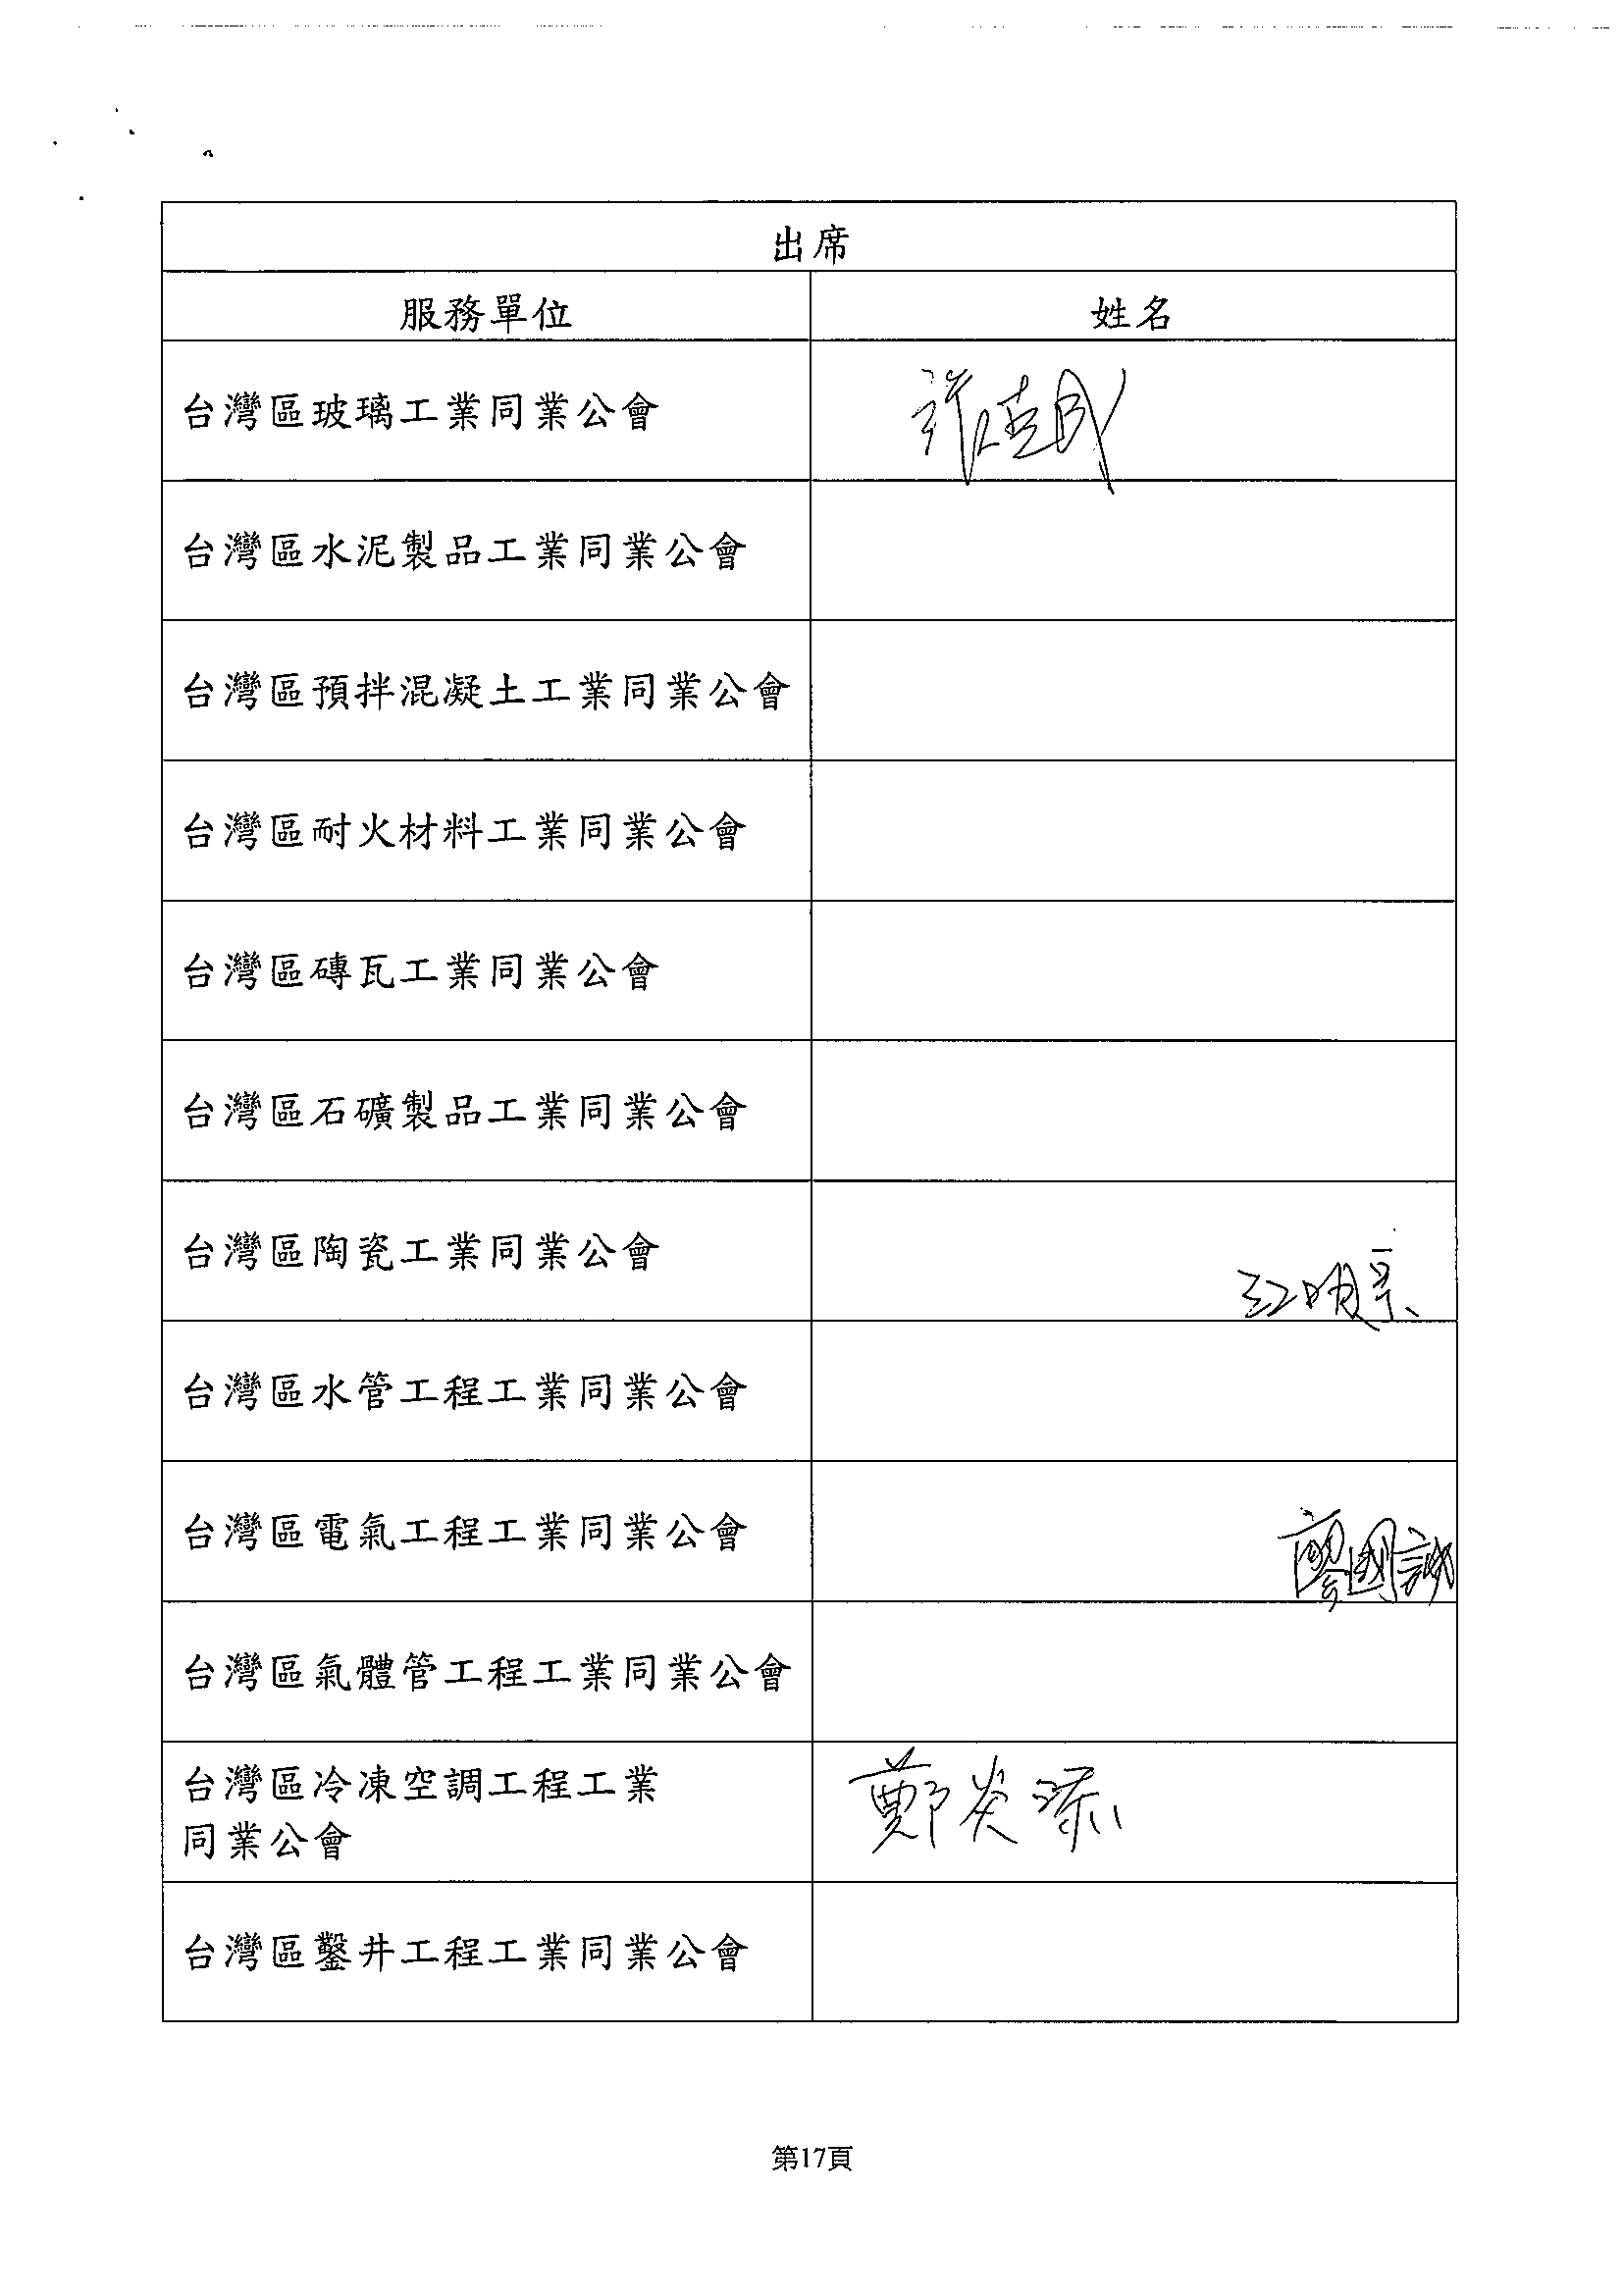 出席
服務單位 姓名
台灣區玻璃工業同業公會
台灣區水泥製品工業同業公會
台灣區預拌混凝土工業同業公會
台灣區耐火材料工業同業公會
台灣區磚瓦工業同業公會
台灣區石礦製品工業同業公會
台灣區陶瓷工業同業公會
台灣區水管工程工業同業公會
台灣區電氣工程工業同業公會 廖國誠
台灣區氣體管工程工業同業公會
台灣區冷凍空調工程工業
同業公會 鄭炎添
台灣區鑿井工程工業同業公會
第17頁